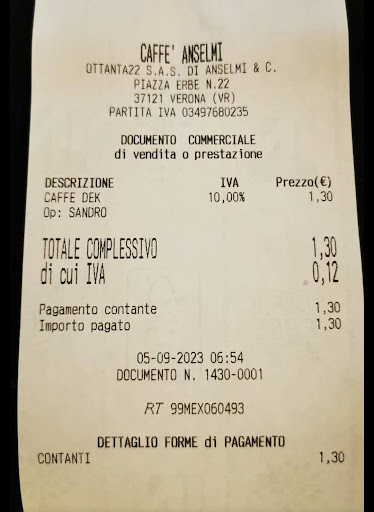 CAFFE' ANSELMI
OTTANTA22 S.A.S. DI ANSELMI & C.
PIAZZA ERBE N.22
37121 VERONA (VR)
PARTITA IVA 03497680235
DOCUMENTO COMMERCIALE
di vendita o prestazione
DESCRIZIONE IVA Prezzo(€)
CAFFE DEK 10,00% 1,30
Op: SANDRO
TOTALE COMPLESSIVO 1,30
di cui IVA 0,12
Pagamento contante 1,30
Importo pagato 1,30
05-09-2023 06:54
DOCUMENTO N. 1430-0001
RT 99MEX060493
DETTAGLIO FORME di PAGAMENTO
CONTANTI 1,30